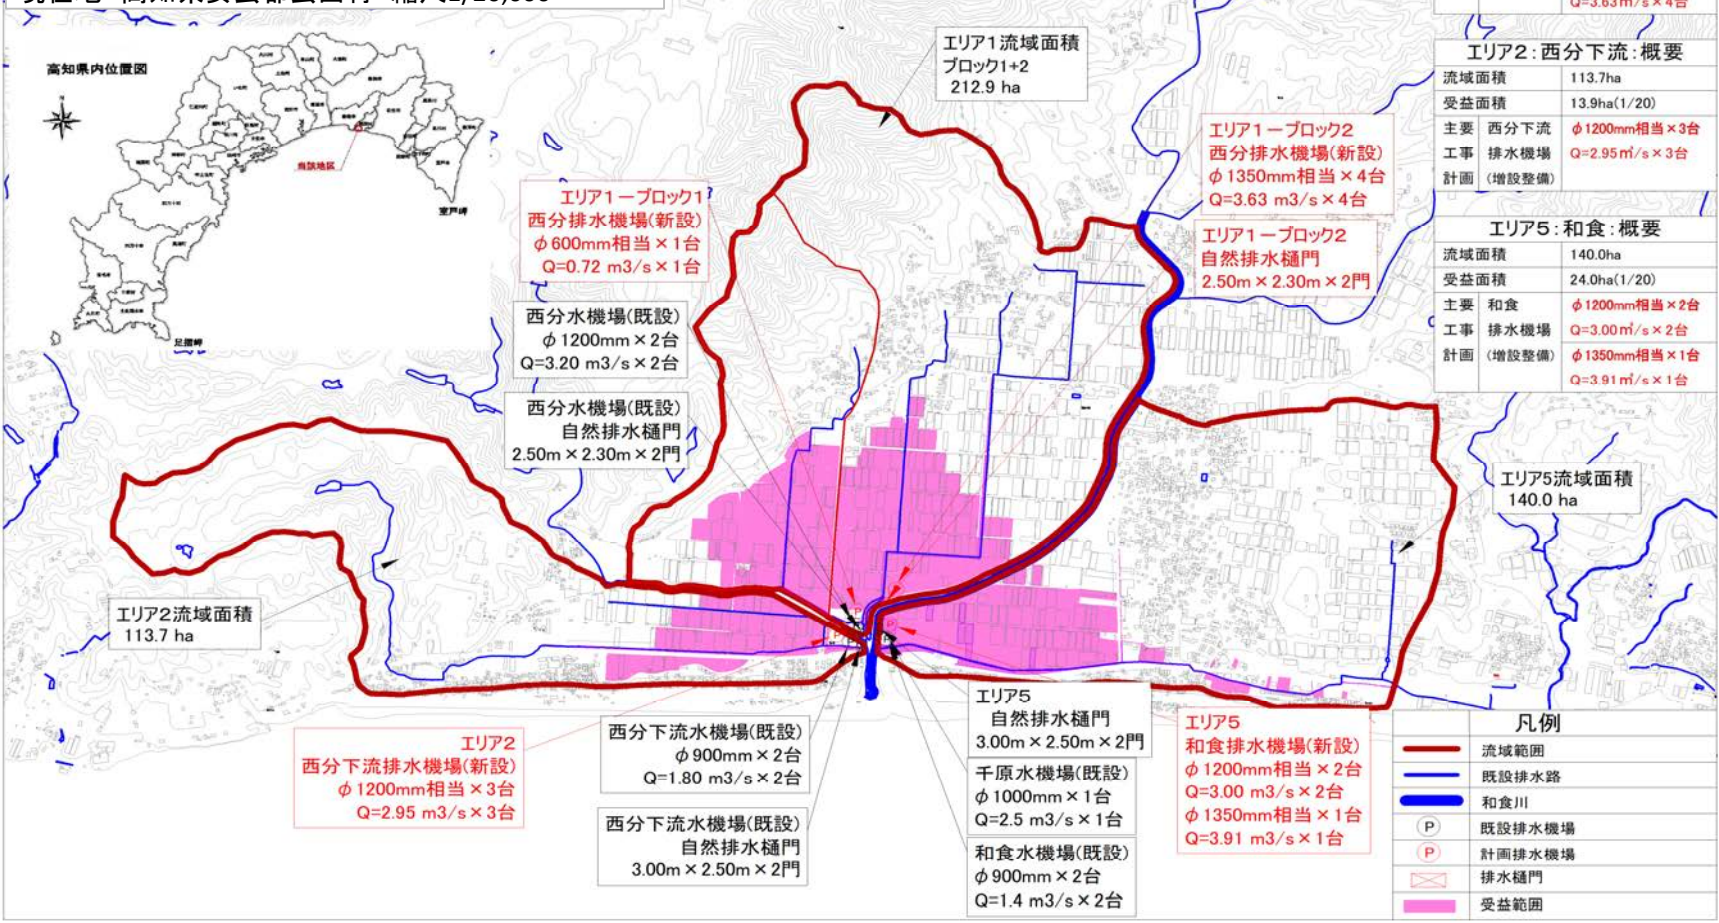 Q=3.63㎥/s×4台
高知県内位置図
当該地区
室戸岬
足摺岬
エリア1流域面積
ブロック1+2
212.9 ha
エリア1ーブロック2
西分排水機場(新設)
φ1350mm相当×4台
Q=3.63 m3/s×4台
エリア1ーブロック2
自然排水樋門
2.50m×2.30m×2門
エリア1ーブロック1
西分排水機場(新設)
φ600mm相当×1台
Q=0.72 m3/s×1台
西分水機場(既設)
φ1200mm×2台
Q=3.20 m3/s×2台
西分水機場(既設)
自然排水樋門
2.50m×2.30m×2門
エリア2:西分下流:概要
流域面積 113.7ha
受益面積 13.9ha(1/20)
主要 西分下流 φ1200mm相当×3台
工事 排水機場 Q=2.95㎥/s×3台
計画 (増設整備)
エリア5:和食:概要
流域面積 140.0ha
受益面積 24.0ha(1/20)
主要 和食 φ1200mm相当×2台
工事 排水機場 Q=3.00㎥/s×2台
計画 (増設整備) φ1350mm相当×1台
Q=3.91㎥/s×1台
エリア5流域面積
140.0 ha
エリア2流域面積
113.7 ha
エリア2
西分下流排水機場(新設)
φ1200mm相当×3台
Q=2.95 m3/s×3台
西分下流水機場(既設)
φ900mm×2台
Q=1.80 m3/s×2台
西分下流水機場(既設)
自然排水樋門
3.00m×2.50m×2門
エリア5
自然排水樋門
3.00m×2.50m×2門
千原水機場(既設)
φ1000mm×1台
Q=2.5 m3/s×1台
和食水機場(既設)
φ900mm×2台
Q=1.4 m3/s×2台
エリア5
和食排水機場(新設)
φ1200mm相当×2台
Q=3.00 m3/s×2台
φ1350mm相当×1台
Q=3.91 m3/s×1台
凡例
流域範囲
既設排水路
和食川
P 既設排水機場
P 計画排水機場
排水樋門
受益範囲